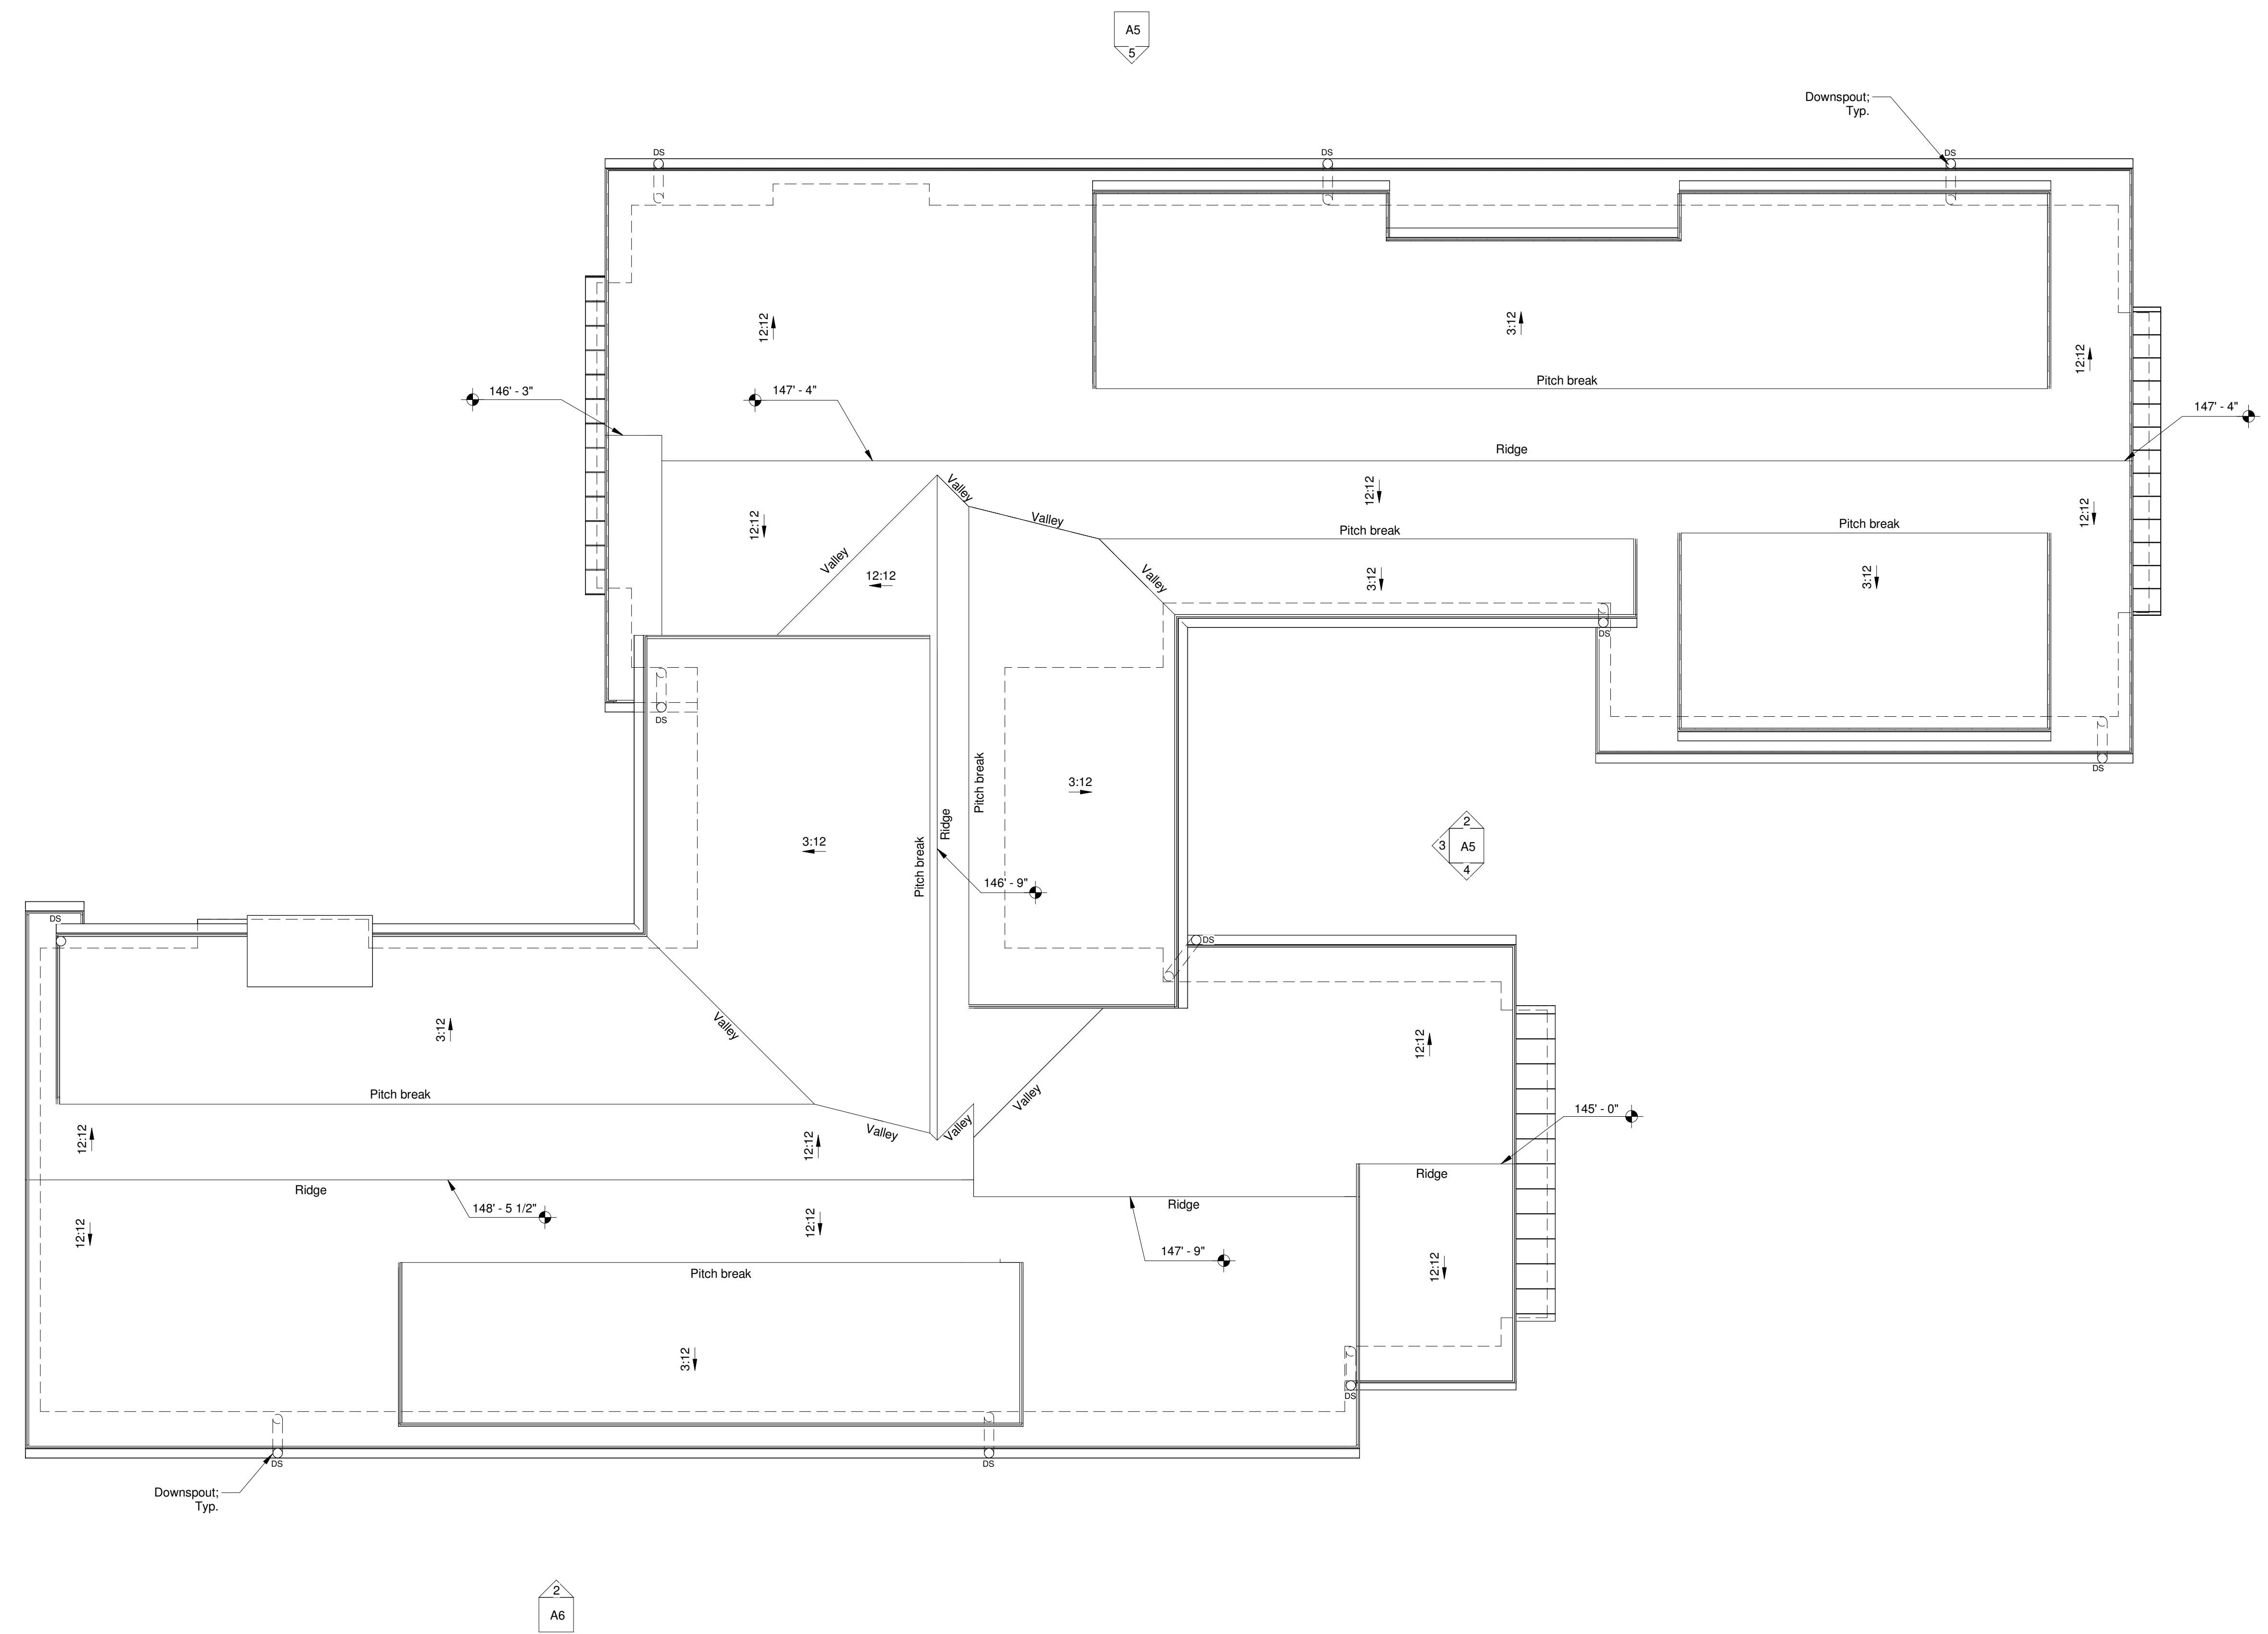 A5
5
Downspout;
Typ.
DS
DS
DS
12:12
3:12
12:12
Pitch break
146' - 3"
147' - 4"
147' - 4"
Ridge
Valley
12:12
12:12
12:12
Valley
Pitch break
Pitch break
Valley
12:12
Valley
3:12
3:12
DS
DS
DS
Pitch break
3:12
Ridge
3:12
Pitch break
2
3
A5
4
146' - 9"
DS
DS
3:12
Valley
12:12
Pitch break
Valley
145' - 0"
12:12
12:12
Valley
Valley
Ridge
Ridge
148' - 5 1/2"
Ridge
12:12
12:12
147' - 9"
12:12
Pitch break
3:12
DS
DS
DS
Downspout;
Typ.
2
A6